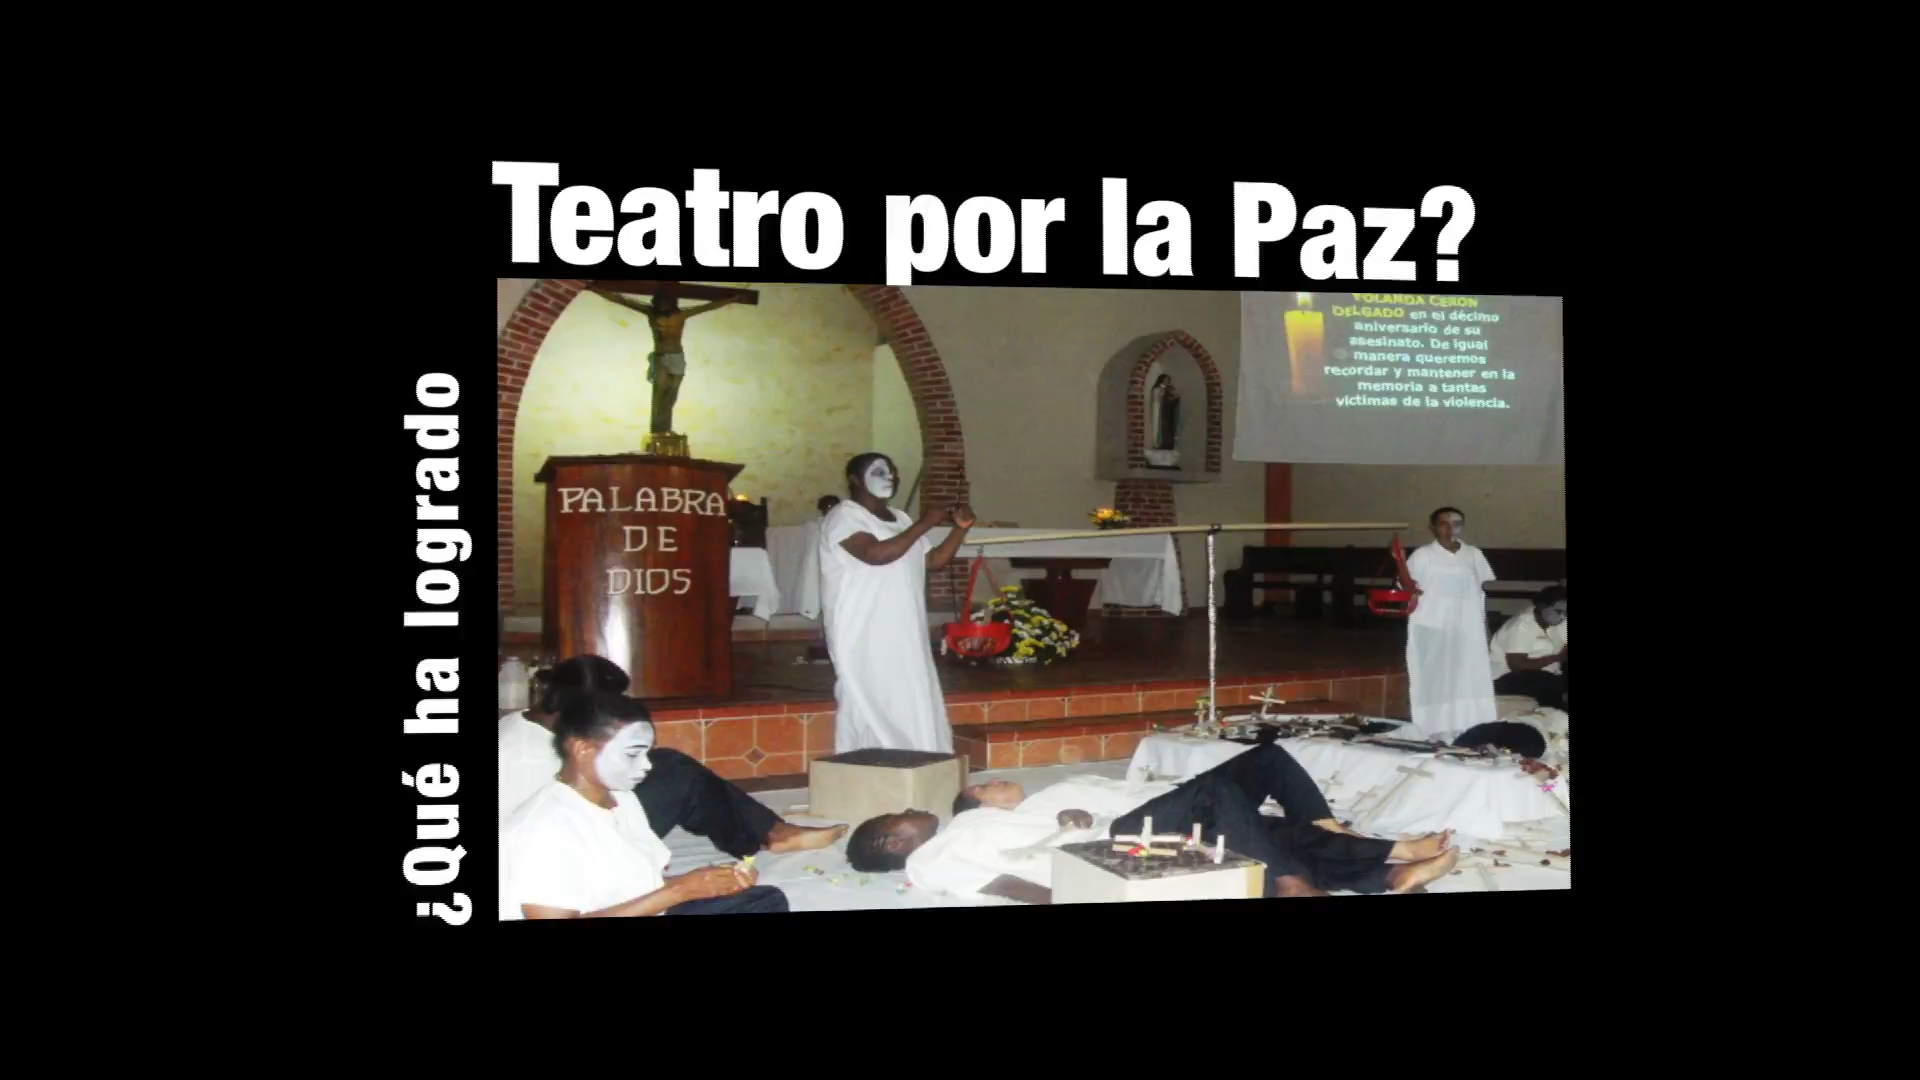 ¿Qué ha logrado
Teatro por la Paz?
PALABRA
DE
DIOS
YOLANDA CERON
DELGADO en el décimo
aniversario de su
asesinato. De igual
manera queremos
recordar y mantener en la
memoria a tantas
victimas de la violencia.